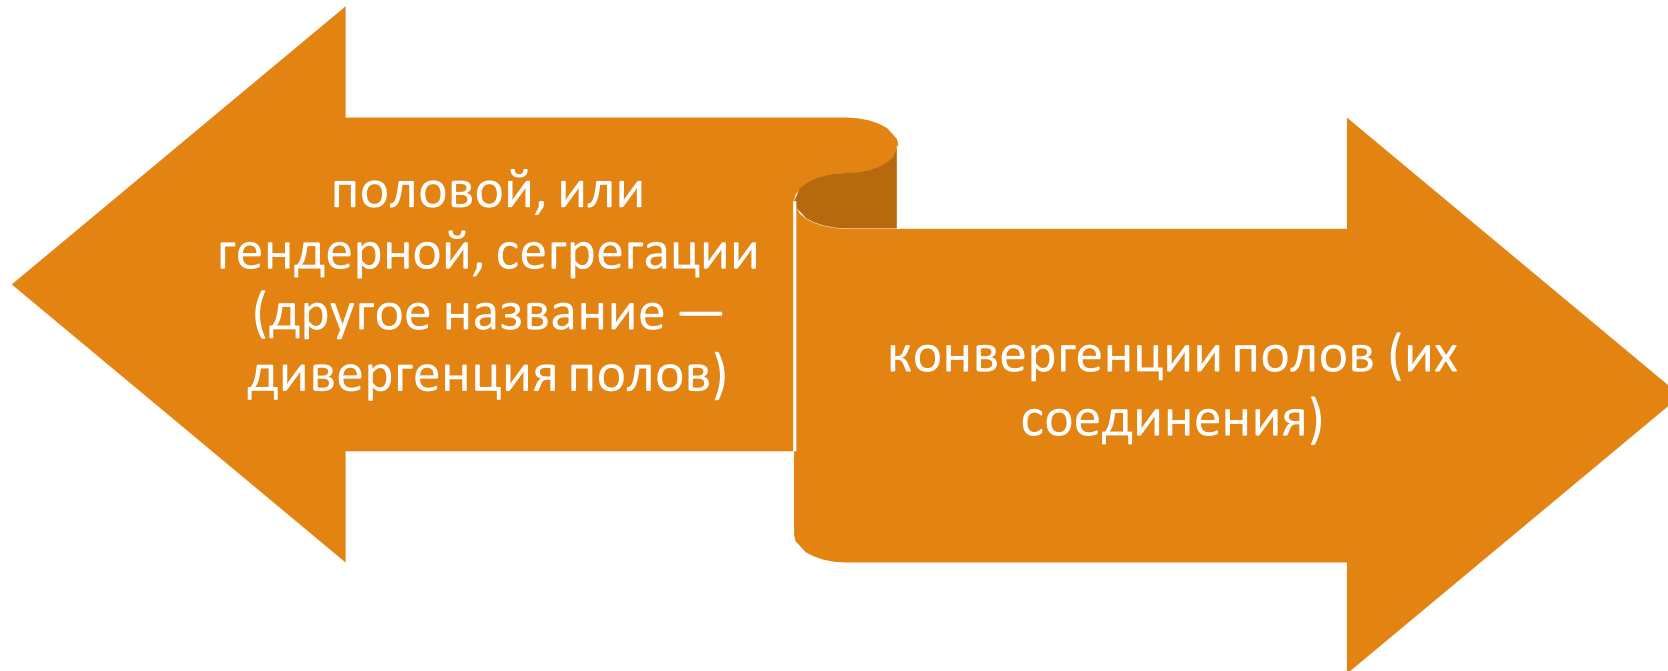 половой, или
гендерной, сегрегации
(другое название —
дивергенция полов)
конвергенции полов (их
соединения)